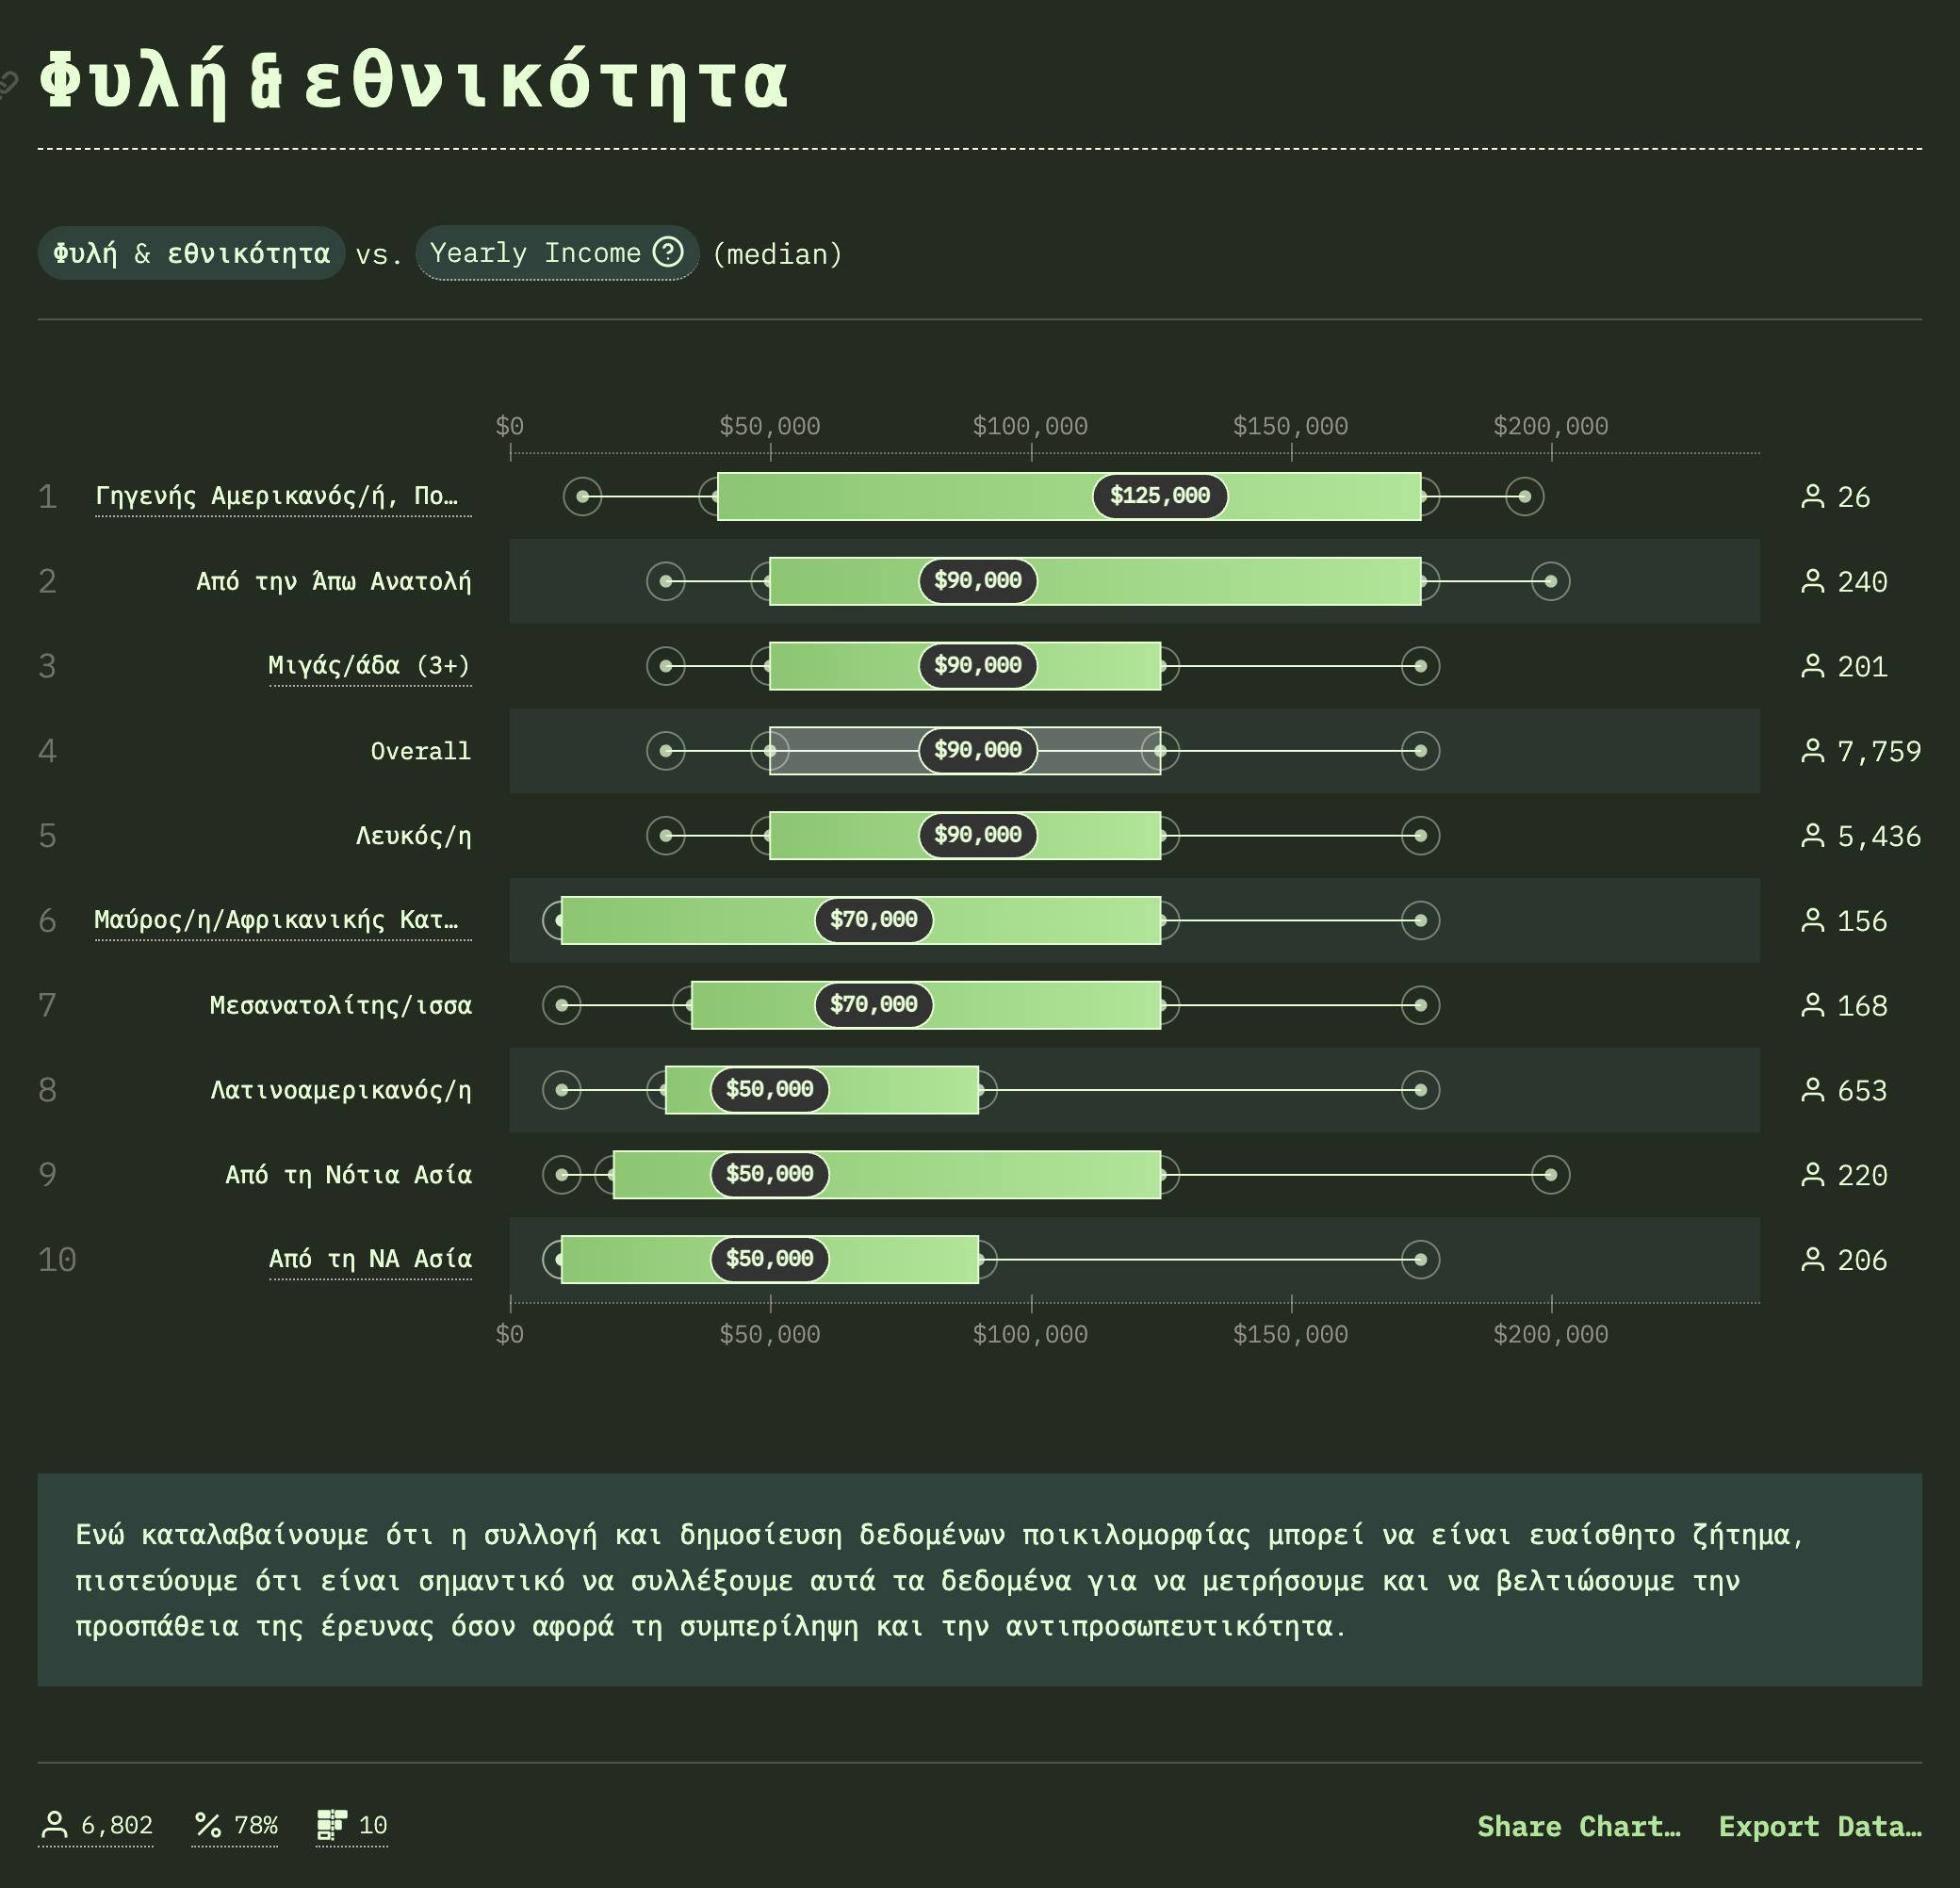 Φυλή & εθνικότητα
Φυλή & εθνικότητα vs. Yearly Income (median)
$0 $50,000 $100,000 $150,000 $200,000
1 Γηγενής Αμερικανός/ή, Πο… $125,000 26
2 Από την Άπω Ανατολή $90,000 240
3 Μιγάς/άδα (3+) $90,000 201
4 Overall $90,000 7,759
5 Λευκός/η $90,000 5,436
6 Μαύρος/η/Αφρικανικής Κατ… $70,000 156
7 Μεσανατολίτης/ισσα $70,000 168
8 Λατινοαμερικανός/η $50,000 653
9 Από τη Νότια Ασία $50,000 220
10 Από τη ΝΑ Ασία $50,000 206
$0 $50,000 $100,000 $150,000 $200,000
Ενώ καταλαβαίνουμε ότι η συλλογή και δημοσίευση δεδομένων ποικιλομορφίας μπορεί να είναι ευαίσθητο ζήτημα,
πιστεύουμε ότι είναι σημαντικό να συλλέξουμε αυτά τα δεδομένα για να μετρήσουμε και να βελτιώσουμε την
προσπάθεια της έρευνας όσον αφορά τη συμπερίληψη και την αντιπροσωπευτικότητα.
6,802 78% 10 Share Chart… Export Data…